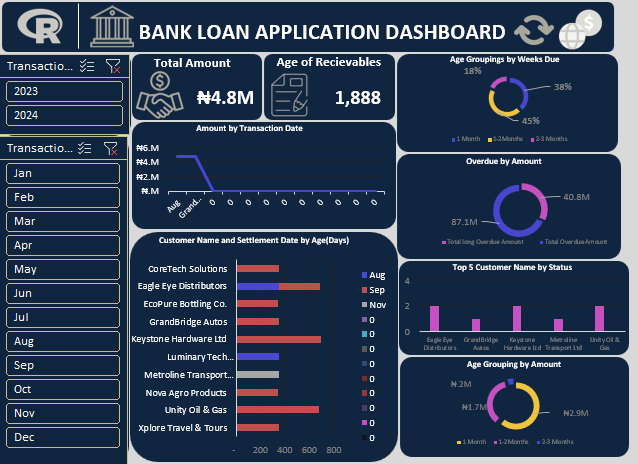 R
BANK LOAN APPLICATION DASHBOARD
Transactio...
2023
2024
Transactio...
Jan
Feb
Mar
Apr
May
Jun
Jul
Aug
Sep
Oct
Nov
Dec
Total Amount
₦4.8M
Age of Recievables
1,888
Amount by Transaction Date
₦6.M
₦4.M
₦2.M
₦.M
Aug
Grand...
0 0 0 0 0 0 0 0 0
Customer Name and Settlement Date by Age(Days)
CoreTech Solutions
Eagle Eye Distributors
EcoPure Bottling Co.
GrandBridge Autos
Keystone Hardware Ltd
Luminary Tech...
Metroline Transport...
Nova Agro Products
Unity Oil & Gas
Xplore Travel & Tours
- 200 400 600 800
Aug
Sep
Nov
0
0
0
0
0
0
0
0
Age Groupings by Weeks Due
18%
38%
45%
1 Month 1-2Months 2-3 Months
Overdue by Amount
40.8M
87.1M
Total long Overdue Amount Total Overdue Amount
Top 5 Customer Name by Status
4
2
0
Eagle Eye Distributors
GrandBridge Autos
Keystone Hardware Ltd
Metroline Transport Ltd
Unity Oil & Gas
Age Grouping by Amount
₦.2M
₦1.7M
₦2.9M
1 Month 1-2Months 2-3 Months